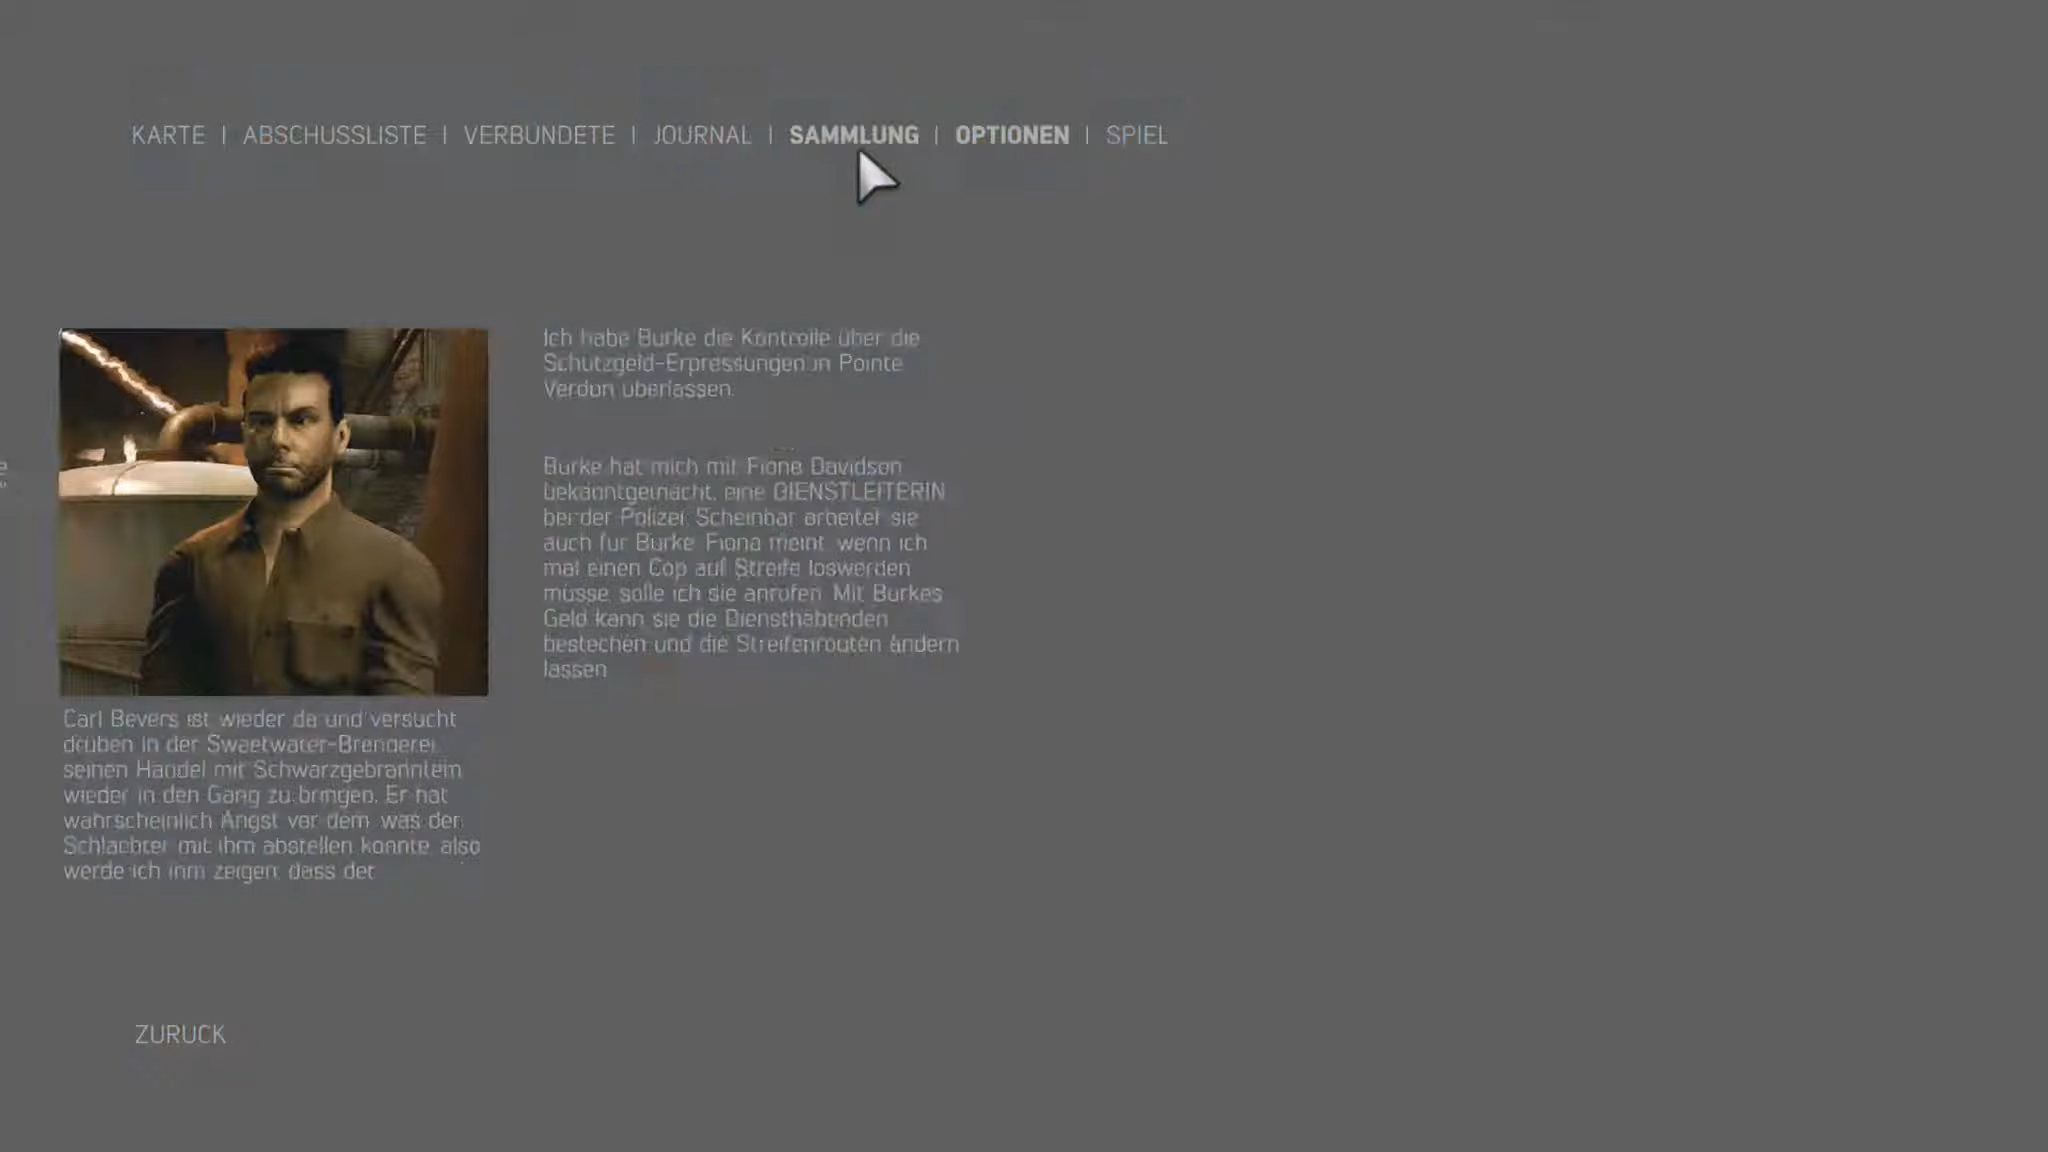 KARTE | ABSCHUSSLISTE | VERBÜNDETE | JOURNAL | SAMMLUNG | OPTIONEN | SPIEL
Carl Bevers ist wieder da und versucht
drüben in der Sweetwater-Brennerei,
seinen Handel mit Schwarzgebranntem
wieder in den Gang zu bringen. Er hat
wahrscheinlich Angst vor dem, was der
Schlachter mit ihm anstellen könnte, also
werde ich ihm zeigen, dass der
Ich habe Burke die Kontrolle über die
Schutzgeld-Erpressungen in Pointe
Verdun überlassen.
Burke hat mich mit Fiona Davidson
bekanntgemacht, eine DIENSTLEITERIN
bei der Polizei. Scheinbar arbeitet sie
auch für Burke. Fiona meint, wenn ich
mal einen Cop auf Streife loswerden
müsse, solle ich sie anrufen. Mit Burkes
Geld kann sie die Diensthabenden
bestechen und die Streifenrouten ändern
lassen.
ZURÜCK